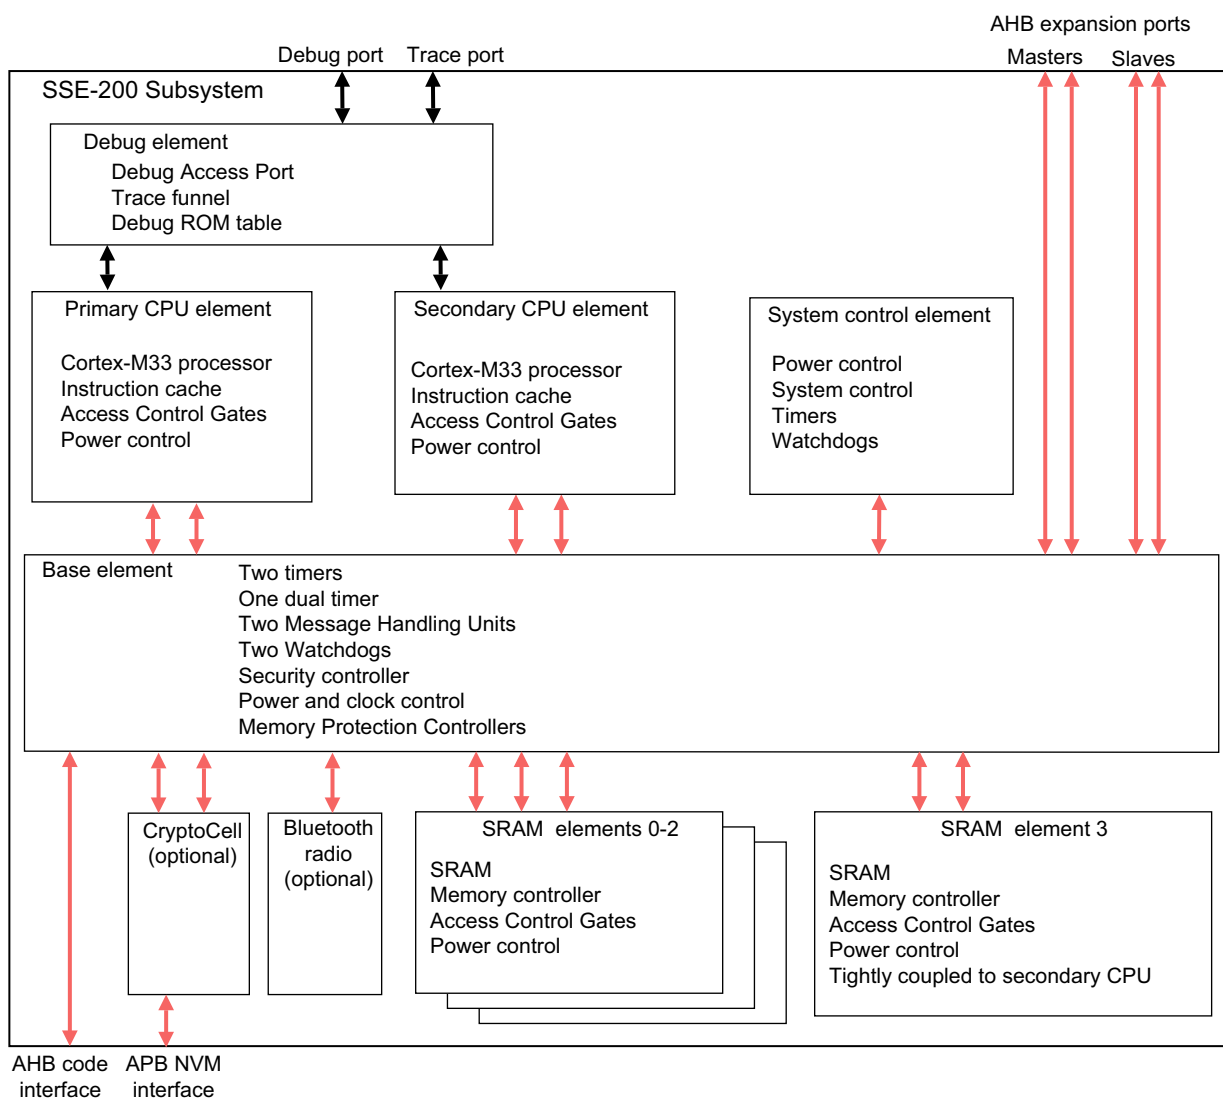 AHB expansion ports
Debug port
Trace port
Masters
Slaves
SSE-200 Subsystem
Debug element
Debug Access Port
Trace funnel
Debug ROM table
Primary CPU element
Cortex-M33 processor
Instruction cache
Access Control Gates
Power control
Secondary CPU element
Cortex-M33 processor
Instruction cache
Access Control Gates
Power control
System control element
Power control
System control
Timers
Watchdogs
Base element
Two timers
One dual timer
Two Message Handling Units
Two Watchdogs
Security controller
Power and clock control
Memory Protection Controllers
CryptoCell
(optional)
Bluetooth
radio
(optional)
SRAM elements 0-2
SRAM
Memory controller
Access Control Gates
Power control
SRAM element 3
SRAM
Memory controller
Access Control Gates
Power control
Tightly coupled to secondary CPU
AHB code
interface
APB NVM
interface